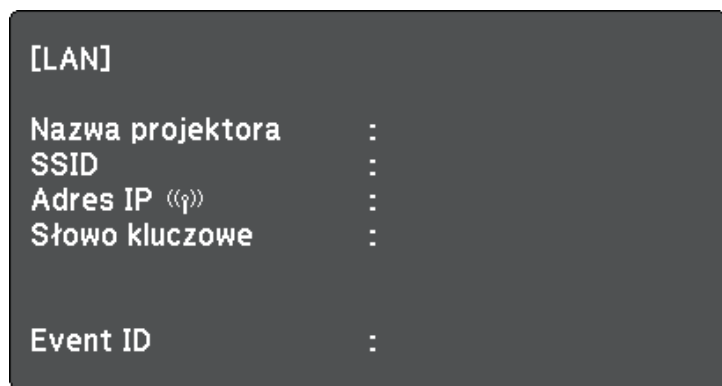 [LAN]
Nazwa projektora :
SSID :
Adres IP :
Słowo kluczowe :
Event ID :